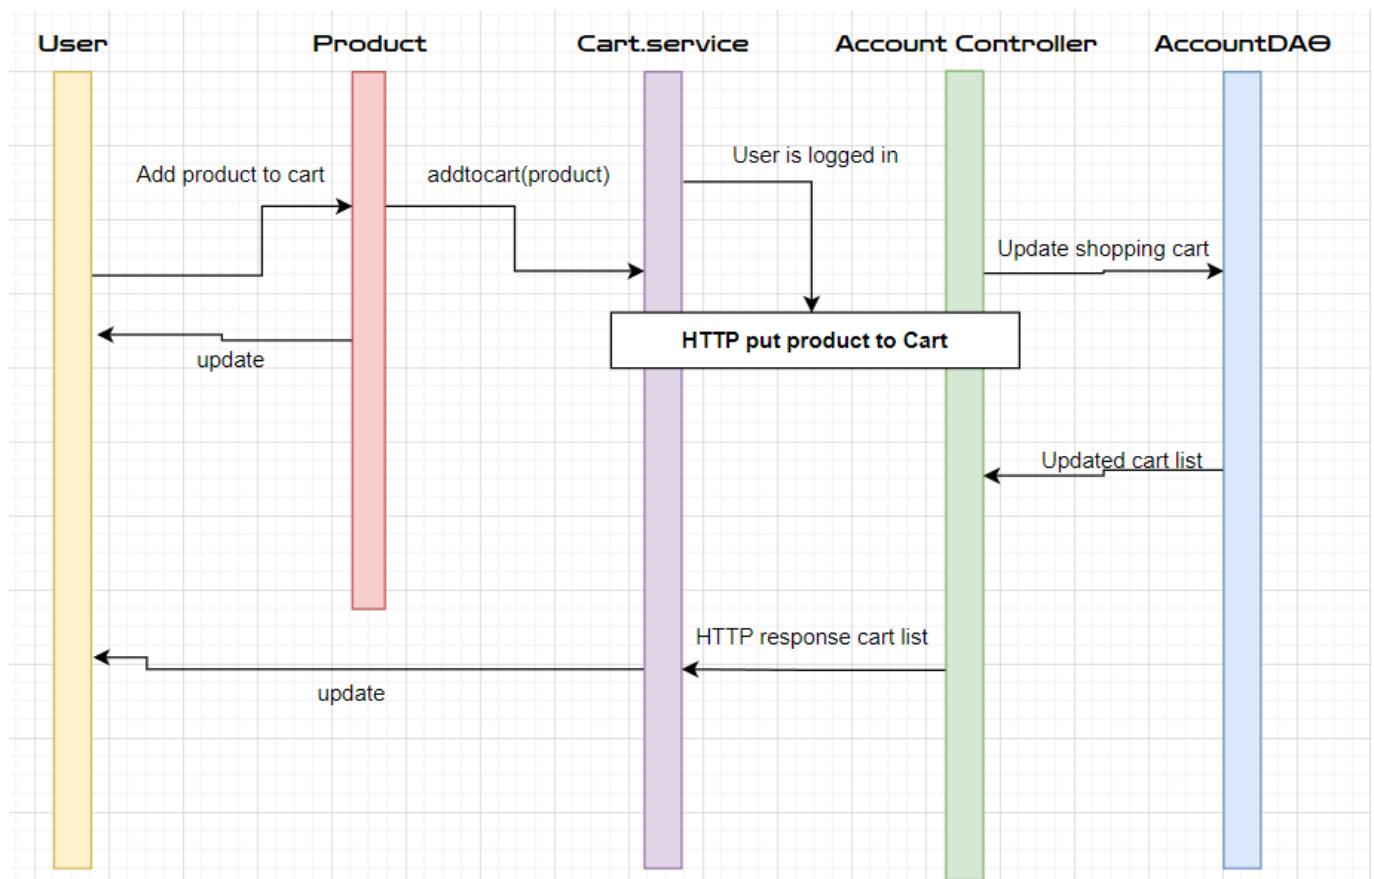 User
Product
Cart.service
Account Controller
AccountDAO
User is logged in
Add product to cart
addtocart(product)
Update shopping cart
HTTP put product to Cart
update
Updated cart list
HTTP response cart list
update